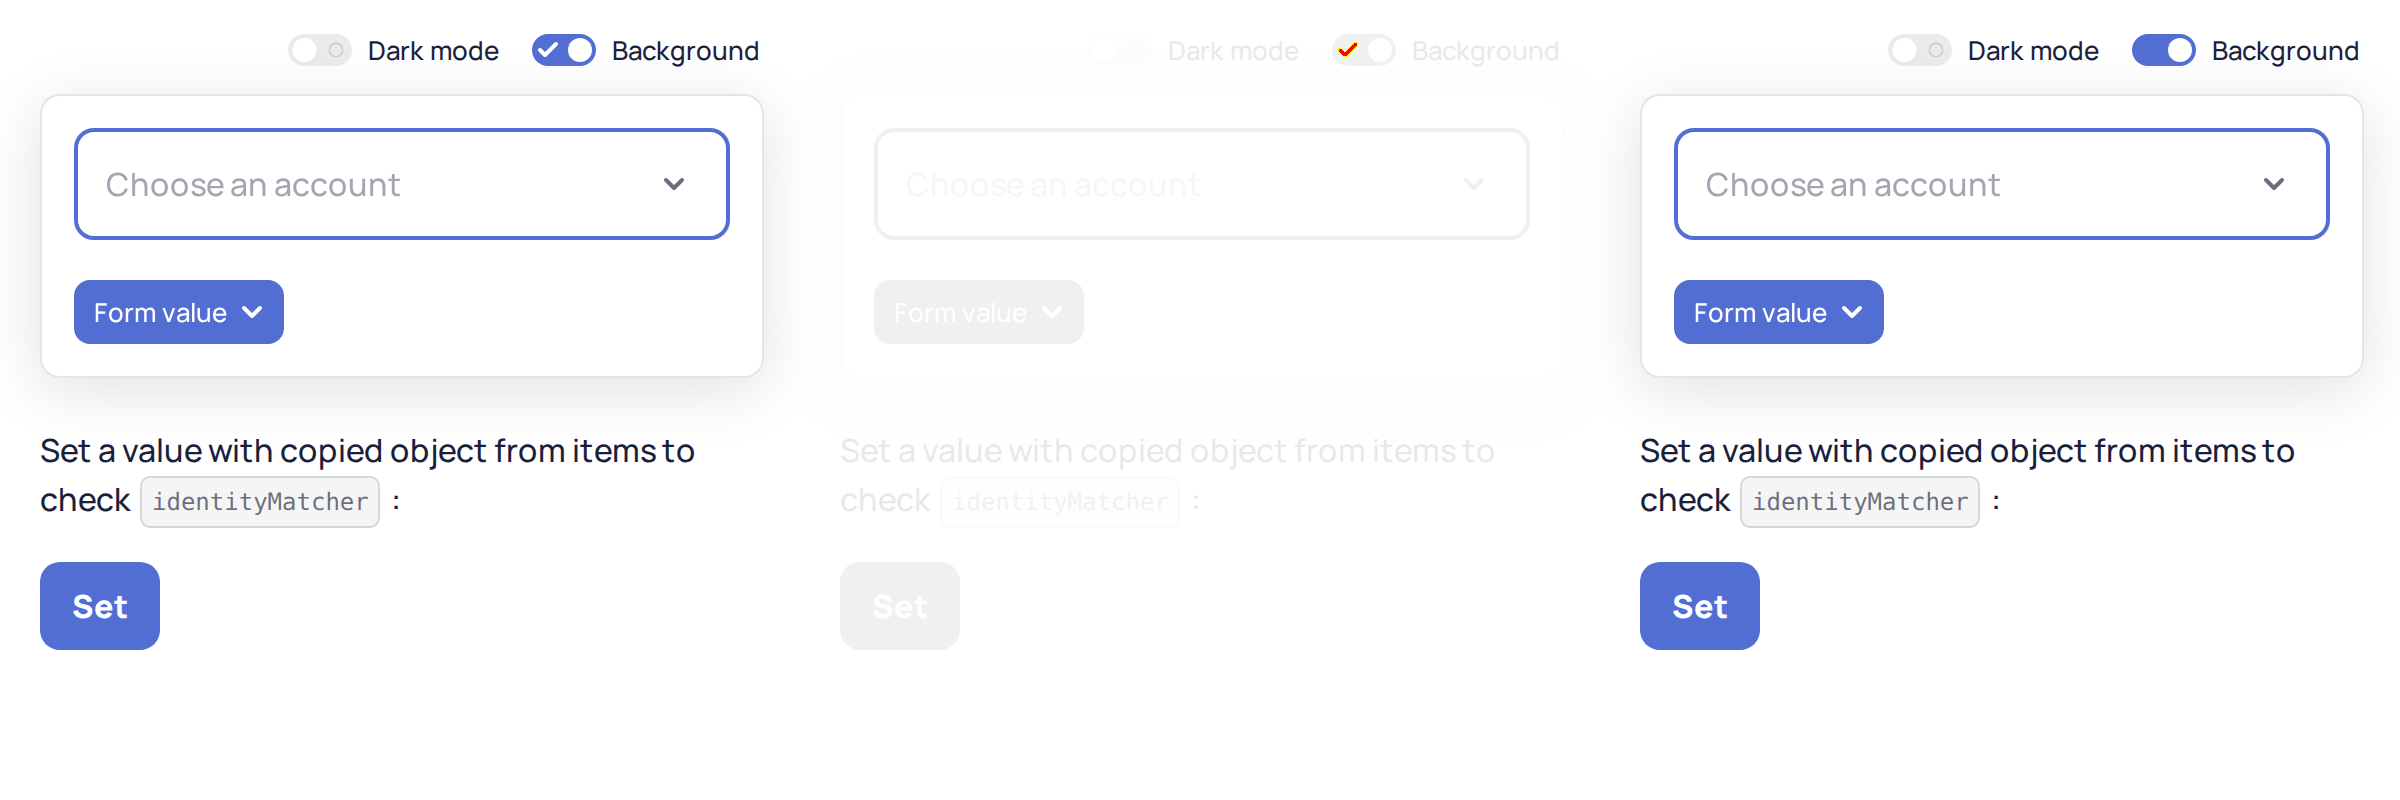 Dark mode Background
Choose an account
Form value
Set a value with copied object from items to
check identityMatcher :
Set
Dark mode Background
Choose an account
Form value
Set a value with copied object from items to
check identityMatcher :
Set
Dark mode Background
Choose an account
Form value
Set a value with copied object from items to
check identityMatcher :
Set